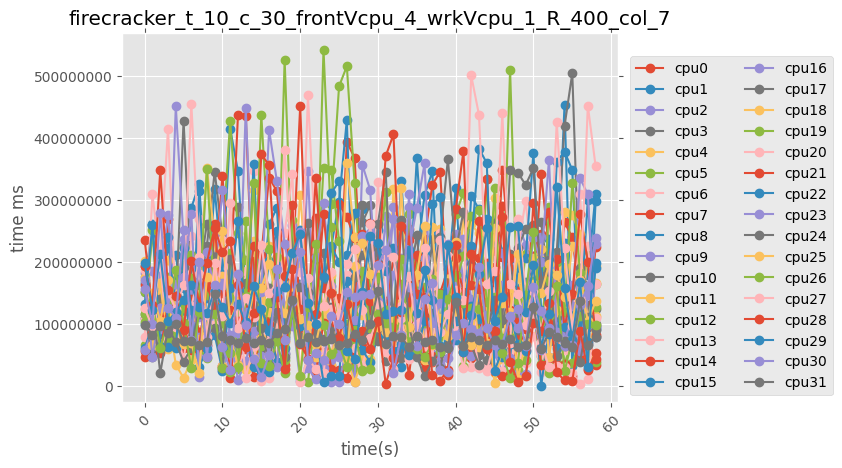 firecracker_t_10_c_30_frontVcpu_4_wrkVcpu_1_R_400_col_7
time ms
500000000
400000000
300000000
200000000
100000000
0
0
10
20
30
40
50
60
time(s)
cpu0
cpu1
cpu2
cpu3
cpu4
cpu5
cpu6
cpu7
cpu8
cpu9
cpu10
cpu11
cpu12
cpu13
cpu14
cpu15
cpu16
cpu17
cpu18
cpu19
cpu20
cpu21
cpu22
cpu23
cpu24
cpu25
cpu26
cpu27
cpu28
cpu29
cpu30
cpu31